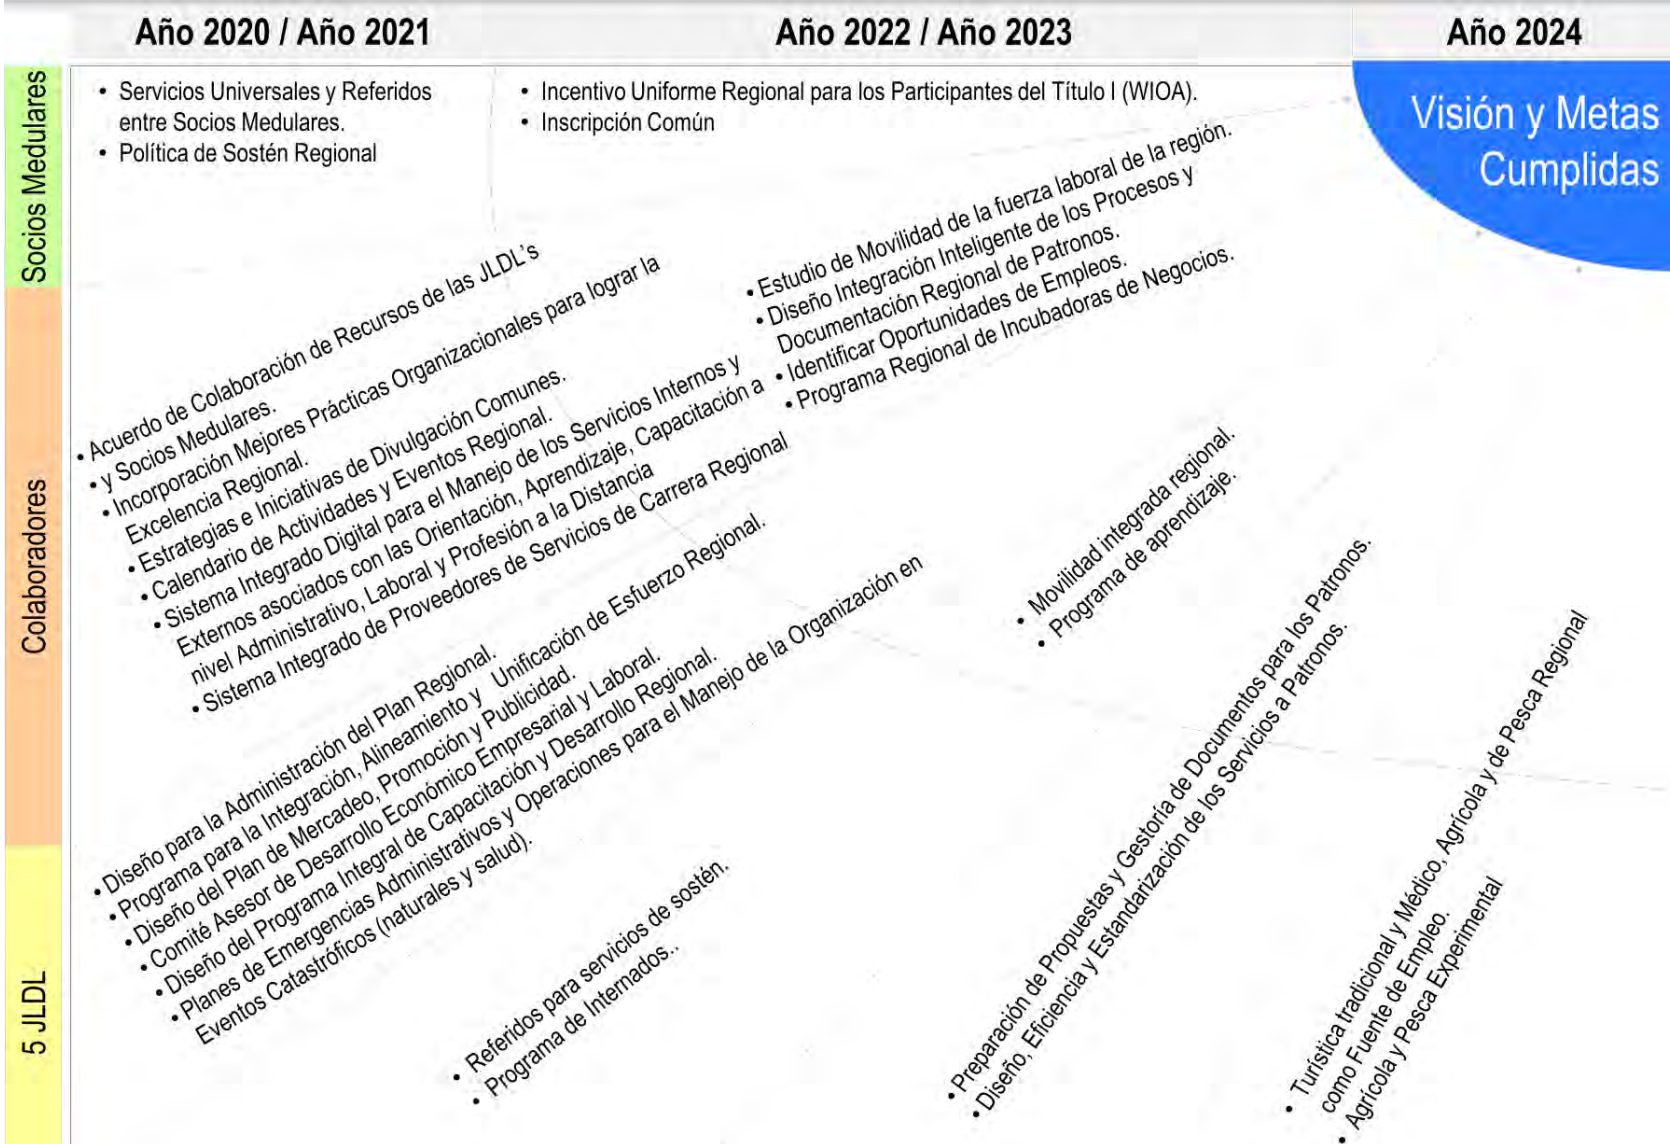 Año 2020 / Año 2021
Año 2022 / Año 2023
Año 2024
Socios Medulares
Colaboradores
5 JLDL
• Servicios Universales y Referidos
entre Socios Medulares.
• Política de Sostén Regional
• Incentivo Uniforme Regional para los Participantes del Título I (WIOA).
• Inscripción Común
Visión y Metas
Cumplidas
• Acuerdo de Colaboración de Recursos de las JLDL's
• y Socios Medulares.
• Incorporación Mejores Prácticas Organizacionales para lograr la
Excelencia Regional.
• Estrategias e Iniciativas de Divulgación Comunes.
• Calendario de Actividades y Eventos Regional.
• Sistema Integrado Digital para el Manejo de los Servicios Internos y
Externos asociados con las Orientación, Aprendizaje, Capacitación a
nivel Administrativo, Laboral y Profesión a la Distancia
• Sistema Integrado de Proveedores de Servicios de Carrera Regional
• Estudio de Movilidad de la fuerza laboral de la región.
• Diseño Integración Inteligente de los Procesos y
Documentación Regional de Patronos.
• Identificar Oportunidades de Empleos.
• Programa Regional de Incubadoras de Negocios.
• Diseño para la Administración del Plan Regional.
• Programa para la Integración, Alineamiento y Unificación de Esfuerzo Regional.
• Diseño del Plan de Mercadeo, Promoción y Publicidad.
• Comité Asesor de Desarrollo Económico Empresarial y Laboral.
• Diseño del Programa Integral de Capacitación y Desarrollo Regional.
• Planes de Emergencias Administrativos y Operaciones para el Manejo de la Organización en
Eventos Catastróficos (naturales y salud).
• Movilidad integrada regional.
• Programa de aprendizaje.
• Referidos para servicios de sostén.
• Programa de Internados..
• Preparación de Propuestas y Gestoría de Documentos para los Patronos.
• Diseño, Eficiencia y Estandarización de los Servicios a Patronos.
• Turística tradicional y Médico, Agrícola y de Pesca Regional
como Fuente de Empleo.
• Agrícola y Pesca Experimental